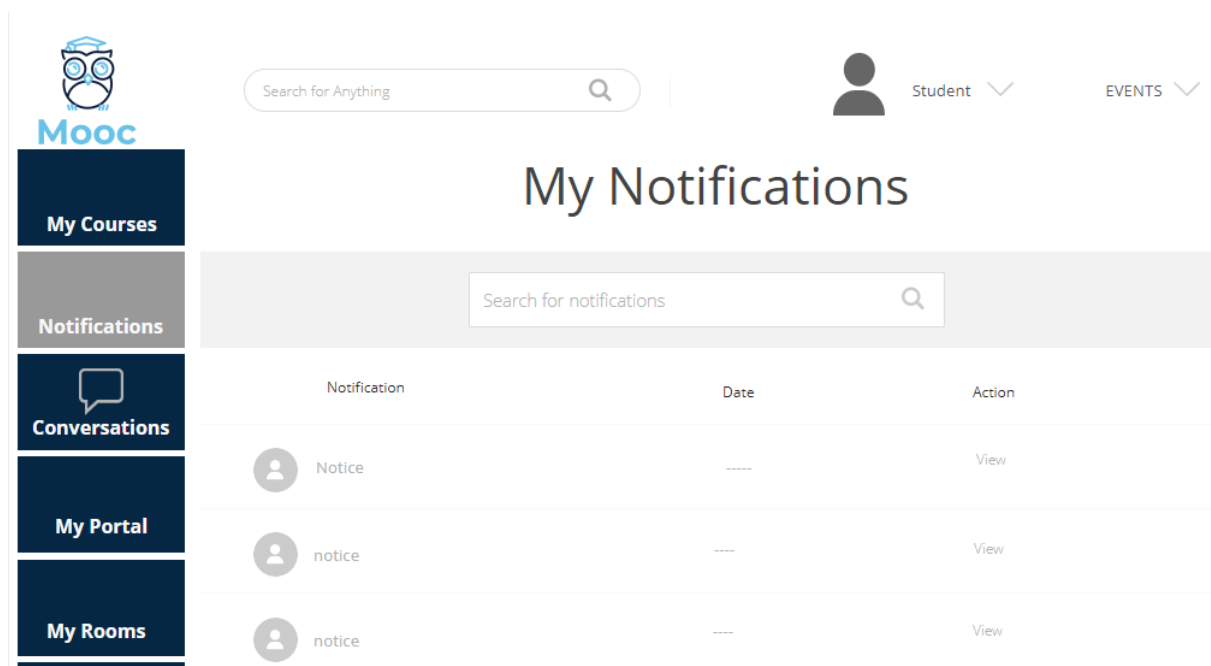 Mooc
Search for Anything
Student
EVENTS
My Courses
Notifications
Conversations
My Portal
My Rooms
My Notifications
Search for notifications
Notification Date Action
Notice ----- View
notice ---- View
notice ---- View